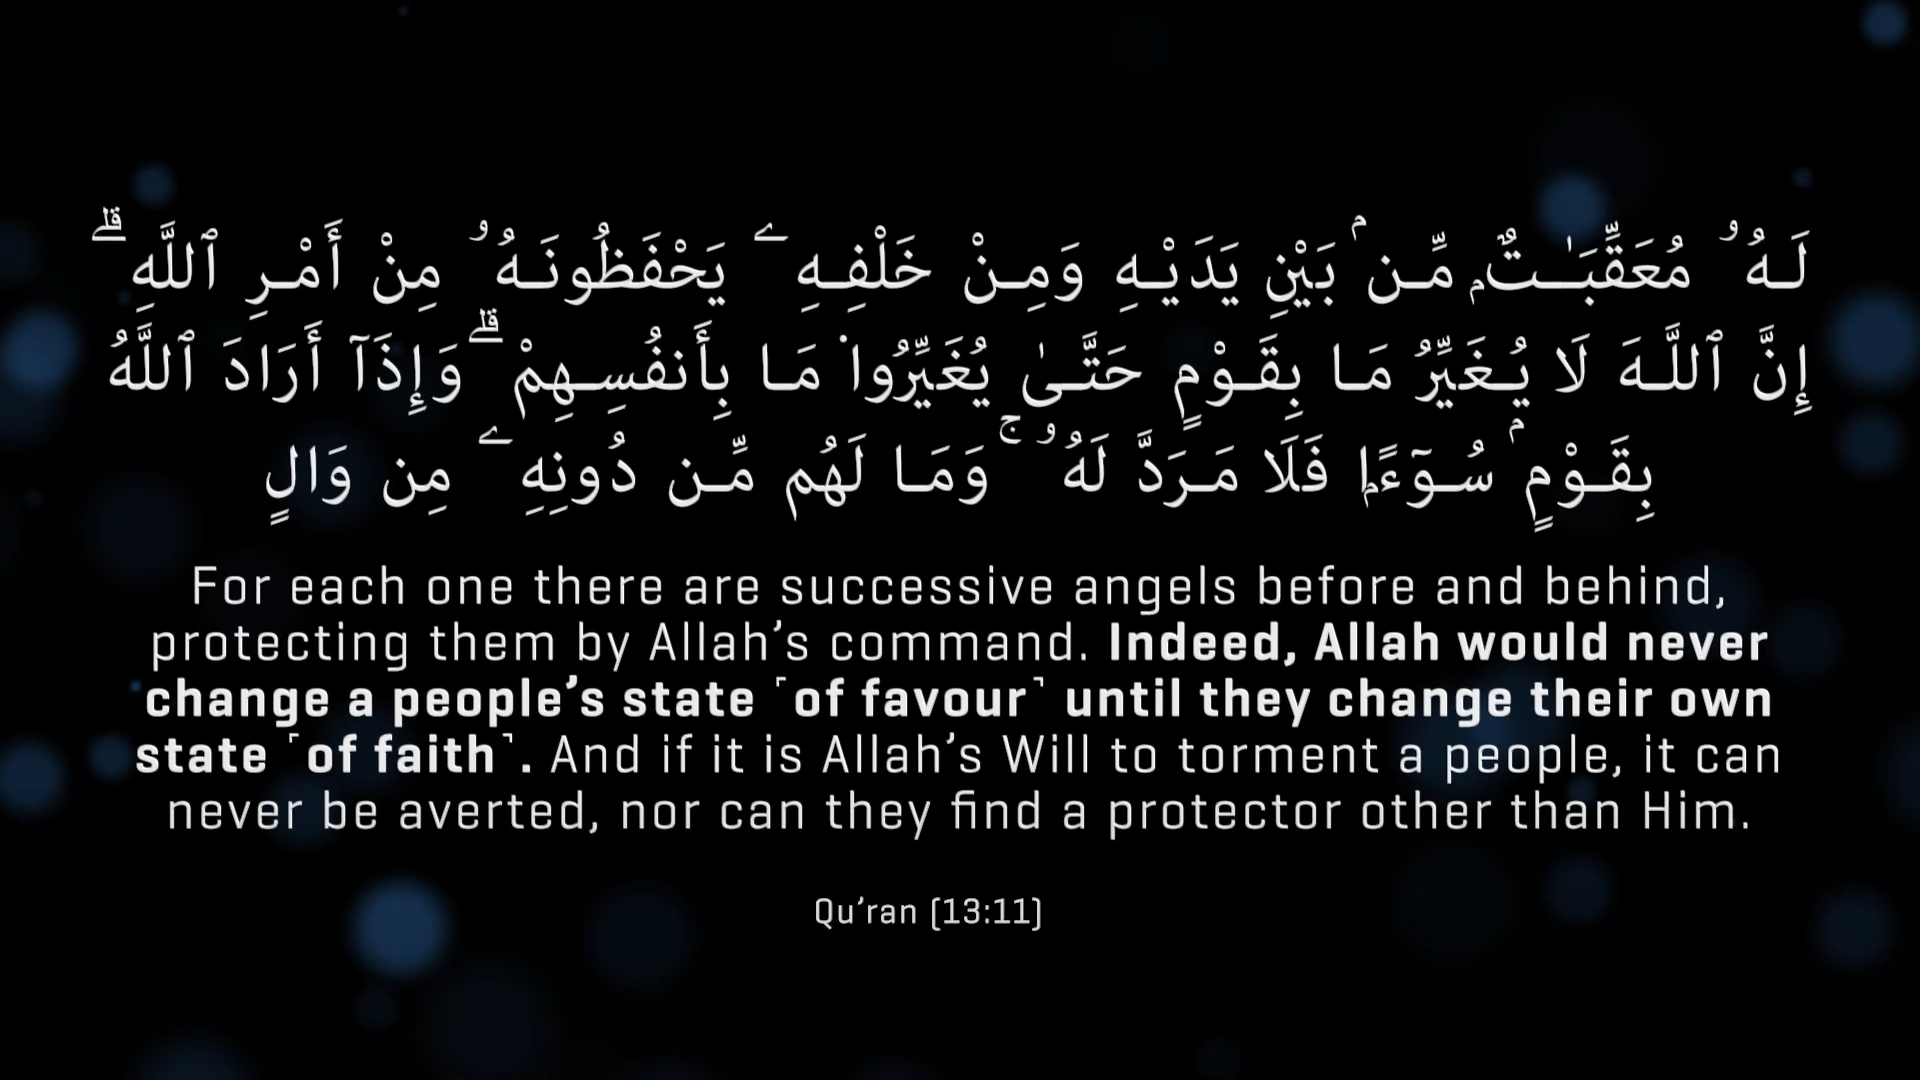 لَهُۥ مُعَقِّبَـٰتٌۭ مِّنۢ بَيْنِ يَدَيْهِ وَمِنْ خَلْفِهِۦ يَحْفَظُونَهُۥ مِنْ أَمْرِ ٱللَّهِ ۗ
إِنَّ ٱللَّهَ لَا يُغَيِّرُ مَا بِقَوْمٍ حَتَّىٰ يُغَيِّرُوا۟ مَا بِأَنفُسِهِمْ ۗ وَإِذَآ أَرَادَ ٱللَّهُ
بِقَوْمٍۢ سُوٓءًۭا فَلَا مَرَدَّ لَهُۥ ۚ وَمَا لَهُم مِّن دُونِهِۦ مِن وَالٍ
For each one there are successive angels before and behind,
protecting them by Allah’s command. Indeed, Allah would never
change a people’s state ˹of favour˺ until they change their own
state ˹of faith˺. And if it is Allah’s Will to torment a people, it can
never be averted, nor can they find a protector other than Him.
Qu’ran (13:11)